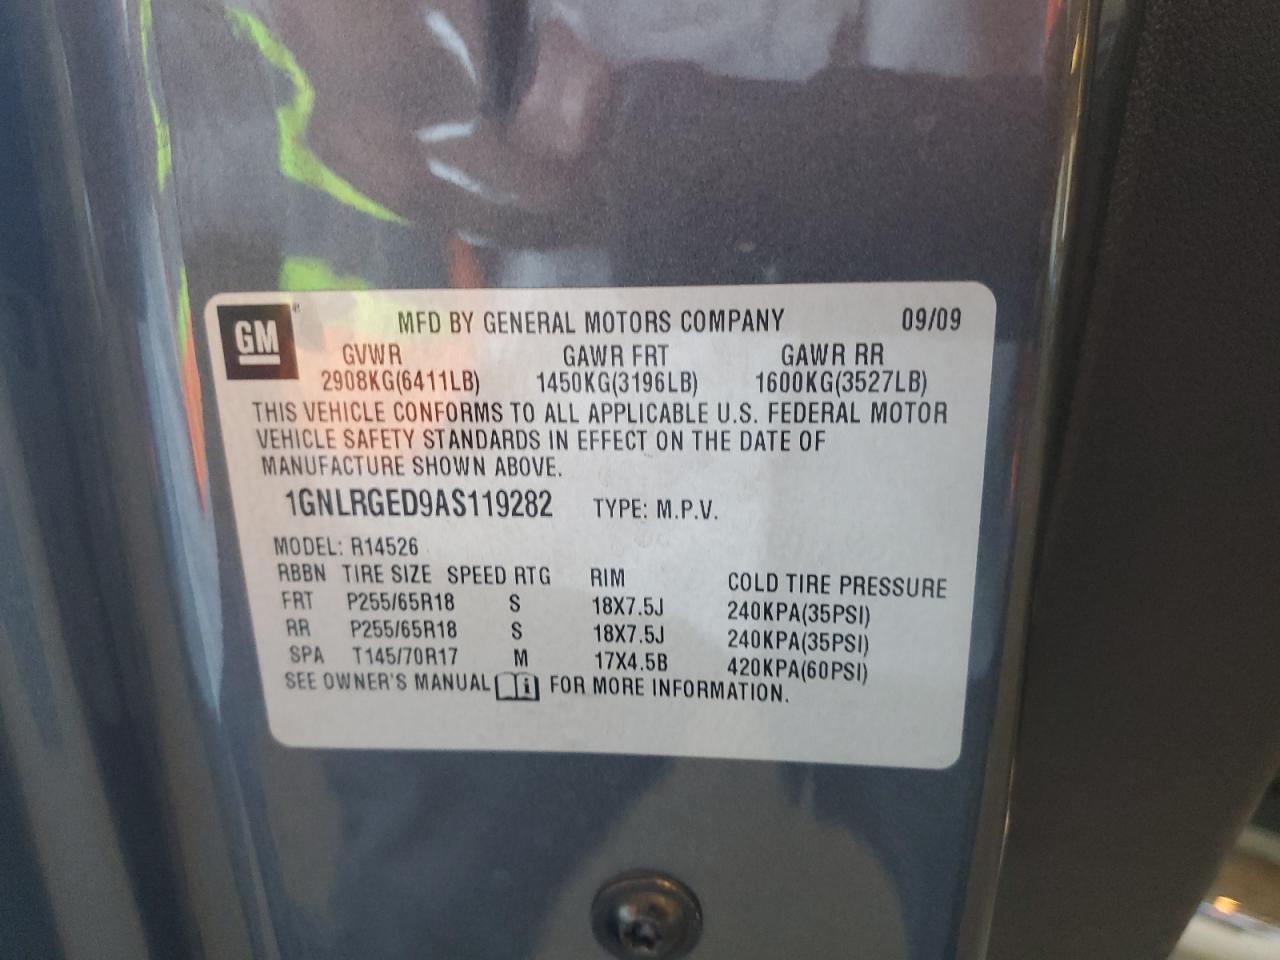 GM ®
MFD BY GENERAL MOTORS COMPANY 09/09
GVWR GAWR FRT GAWR RR
2908KG(6411LB) 1450KG(3196LB) 1600KG(3527LB)
THIS VEHICLE CONFORMS TO ALL APPLICABLE U.S. FEDERAL MOTOR
VEHICLE SAFETY STANDARDS IN EFFECT ON THE DATE OF
MANUFACTURE SHOWN ABOVE.
1GNLRGED9AS119282 TYPE: M.P.V.
MODEL: R14526
RBBN TIRE SIZE SPEED RTG RIM COLD TIRE PRESSURE
FRT P255/65R18 S 18X7.5J 240KPA(35PSI)
RR P255/65R18 S 18X7.5J 240KPA(35PSI)
SPA T145/70R17 M 17X4.5B 420KPA(60PSI)
SEE OWNER'S MANUAL i FOR MORE INFORMATION.